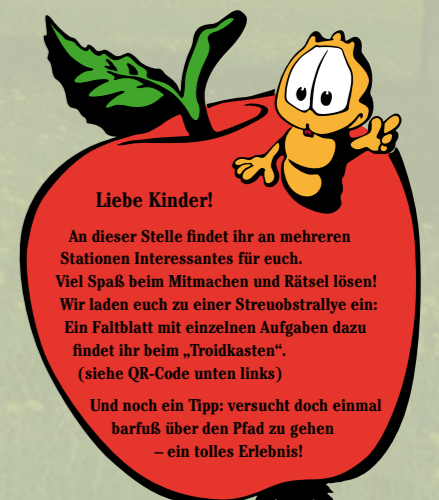 Liebe Kinder!
An dieser Stelle findet ihr an mehreren
Stationen Interessantes für euch.
Viel Spaß beim Mitmachen und Rätsel lösen!
Wir laden euch zu einer Streuobstrallye ein:
Ein Faltblatt mit einzelnen Aufgaben dazu
findet ihr beim „Troidkasten“.
(siehe QR-Code unten links)
Und noch ein Tipp: versucht doch einmal
barfuß über den Pfad zu gehen
– ein tolles Erlebnis!